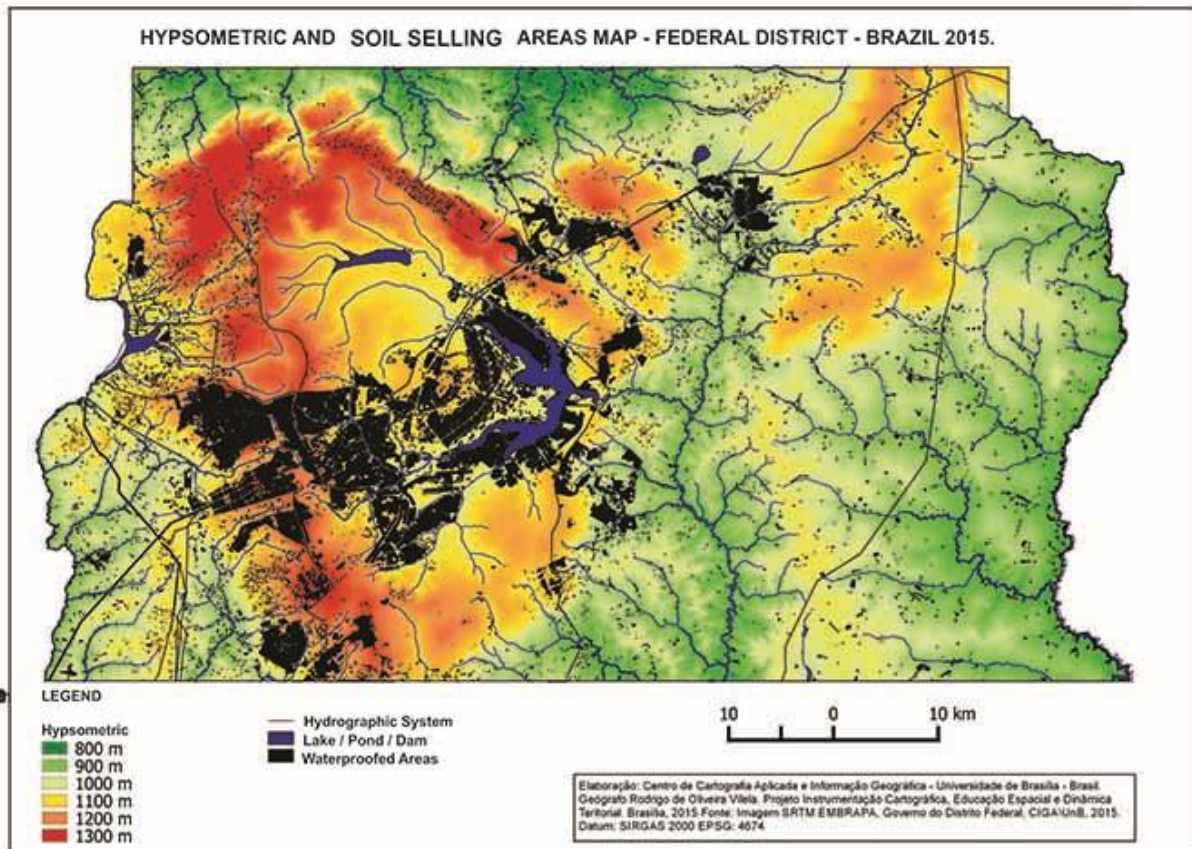 HYPSOMETRIC AND SOIL SELLING AREAS MAP - FEDERAL DISTRICT - BRAZIL 2015.
LEGEND
Hypsometric
800 m
900 m
1000 m
1100 m
1200 m
1300 m
Hydrographic System
Lake / Pond / Dam
Waterproofed Areas
10 0 10 km
Elaboração: Centro de Cartografia Aplicada e Informação Geográfica - Universidade de Brasília - Brasil.
Geógrafo Rodrigo de Oliveira Vilela. Projeto Instrumentação Cartográfica, Educação Espacial e Dinâmica
Teritorial. Brasília, 2015.Fonte: Imagem SRTM EMBRAPA, Governo do Distrito Federal, CIGA\UnB, 2015.
Datum: SIRGAS 2000 EPSG: 4674